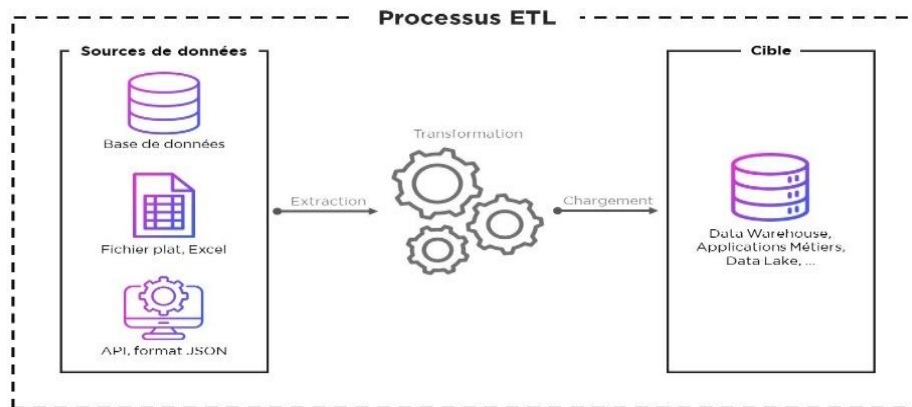 Processus ETL
Sources de données
Base de données
Fichier plat, Excel
API, format JSON
Extraction
Transformation
Chargement
Cible
Data Warehouse,
Applications Métiers,
Data Lake, ...